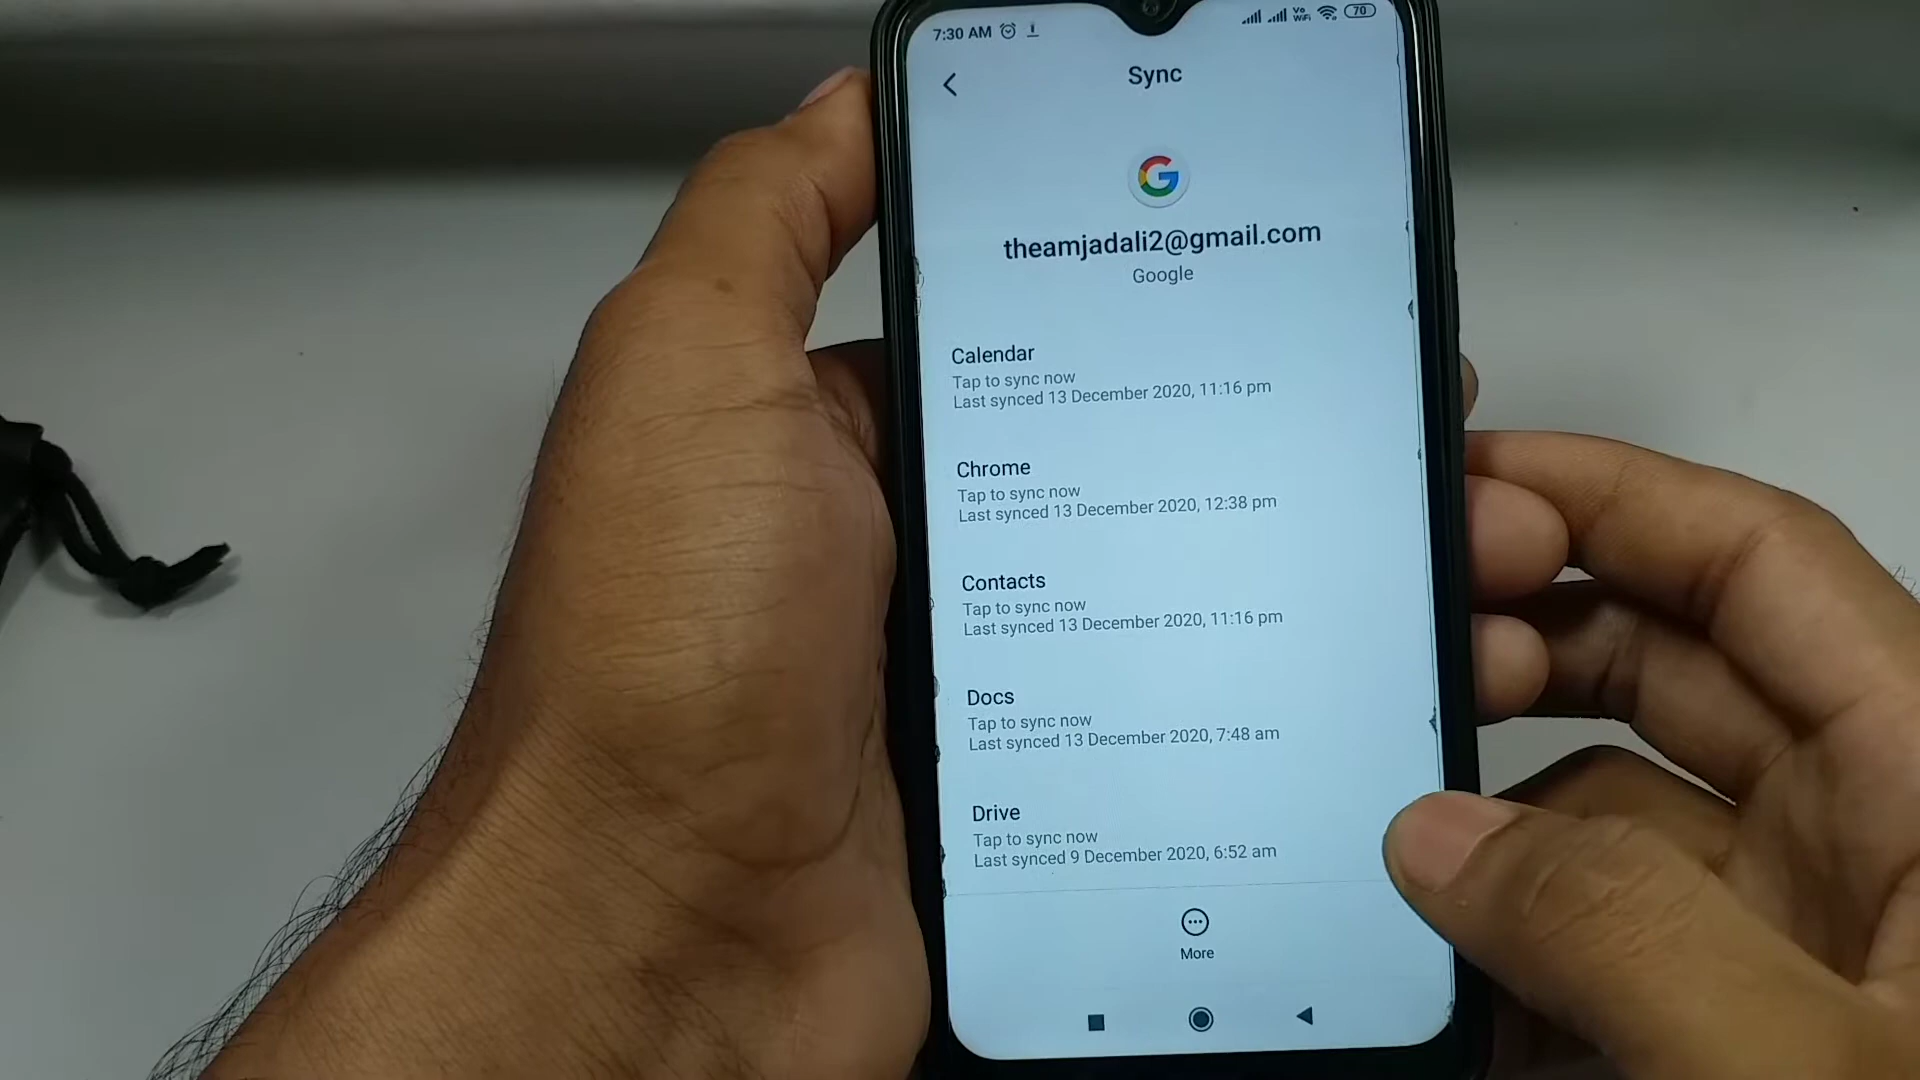 7:30 AM
Vo
WiFi
70
Sync
theamjadali2@gmail.com
Google
Calendar
Tap to sync now
Last synced 13 December 2020, 11:16 pm
Chrome
Tap to sync now
Last synced 13 December 2020, 12:38 pm
Contacts
Tap to sync now
Last synced 13 December 2020, 11:16 pm
Docs
Tap to sync now
Last synced 13 December 2020, 7:48 am
Drive
Tap to sync now
Last synced 9 December 2020, 6:52 am
More